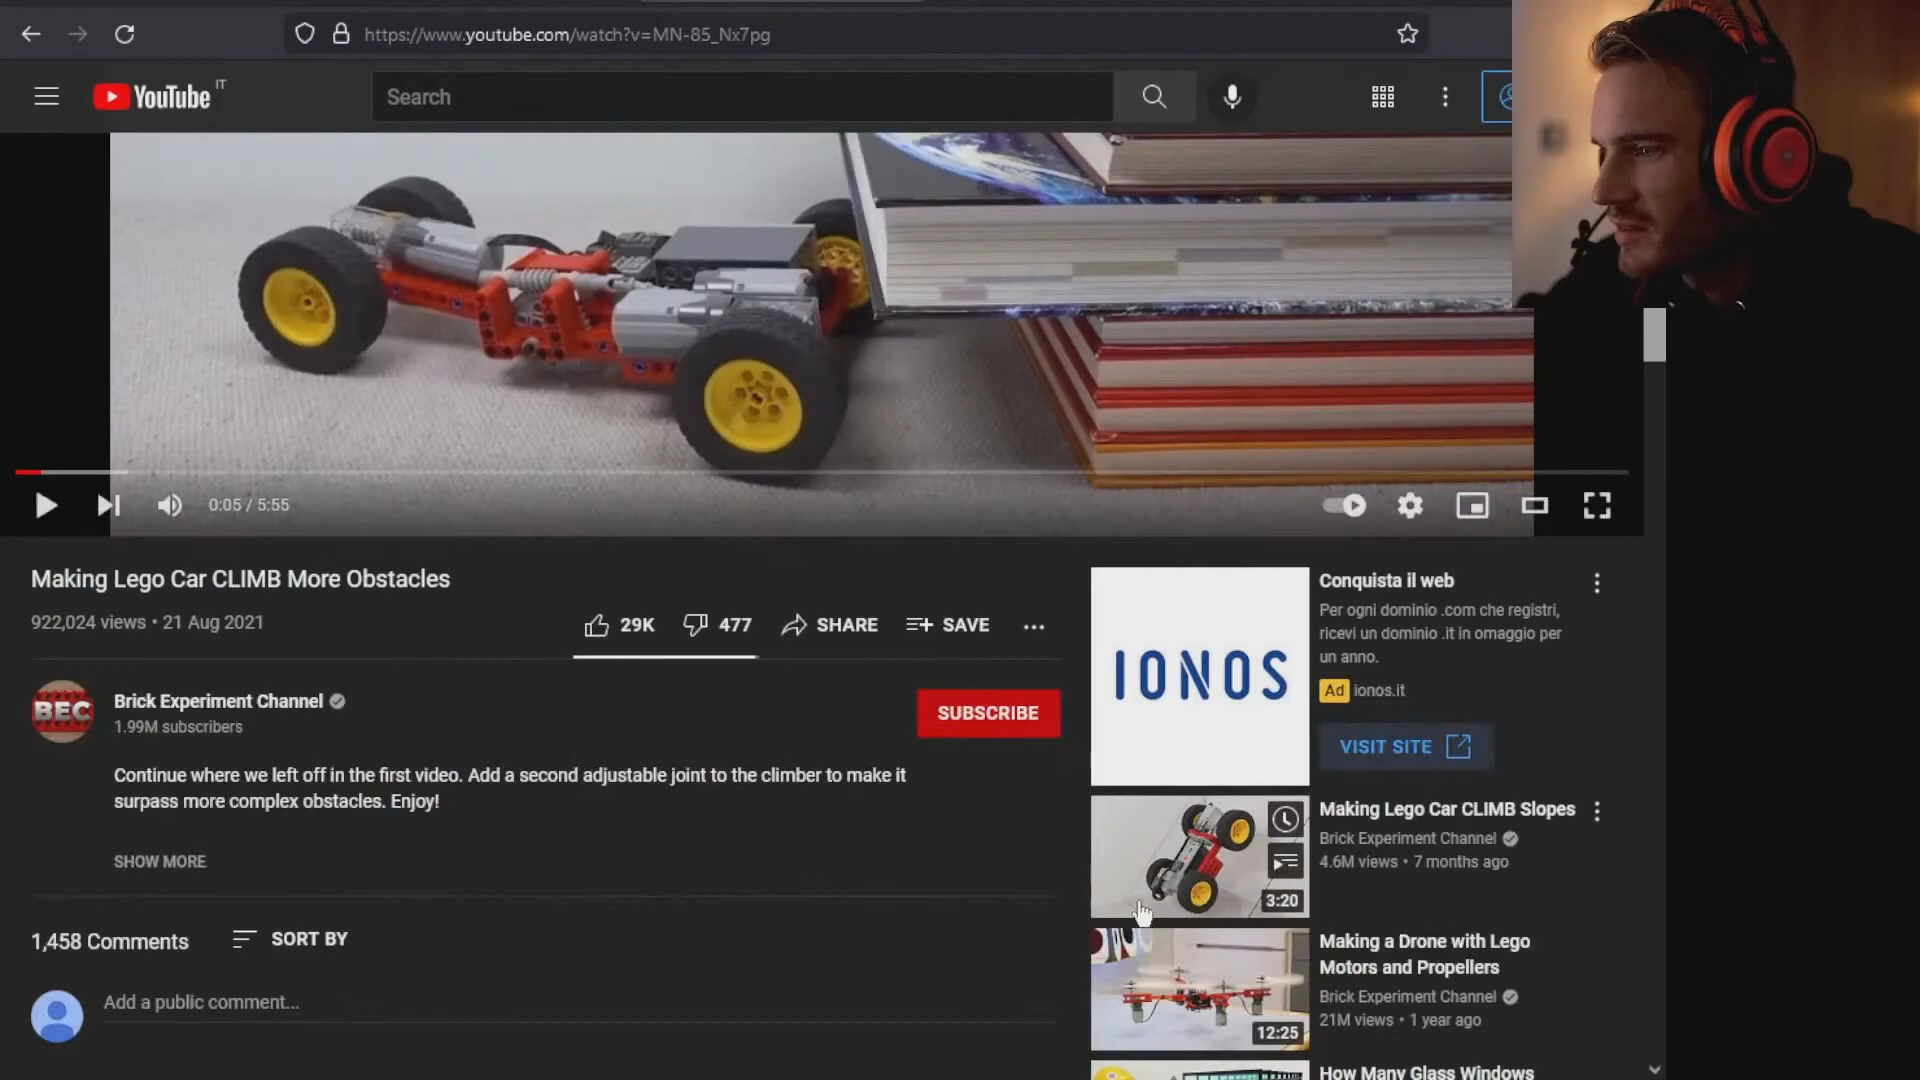 https://www.youtube.com/watch?v=MN-85_Nx7pg
YouTube IT
Search
0:05 / 5:55
Making Lego Car CLIMB More Obstacles
922,024 views • 21 Aug 2021
29K
477
SHARE
SAVE
BEC
Brick Experiment Channel
1.99M subscribers
SUBSCRIBE
Continue where we left off in the first video. Add a second adjustable joint to the climber to make it
surpass more complex obstacles. Enjoy!
SHOW MORE
1,458 Comments
SORT BY
Add a public comment...
IONOS
Conquista il web
Per ogni dominio .com che registri,
ricevi un dominio .it in omaggio per
un anno.
Ad ionos.it
VISIT SITE
3:20
Making Lego Car CLIMB Slopes
Brick Experiment Channel
4.6M views • 7 months ago
12:25
Making a Drone with Lego
Motors and Propellers
Brick Experiment Channel
21M views • 1 year ago
How Many Glass Windows